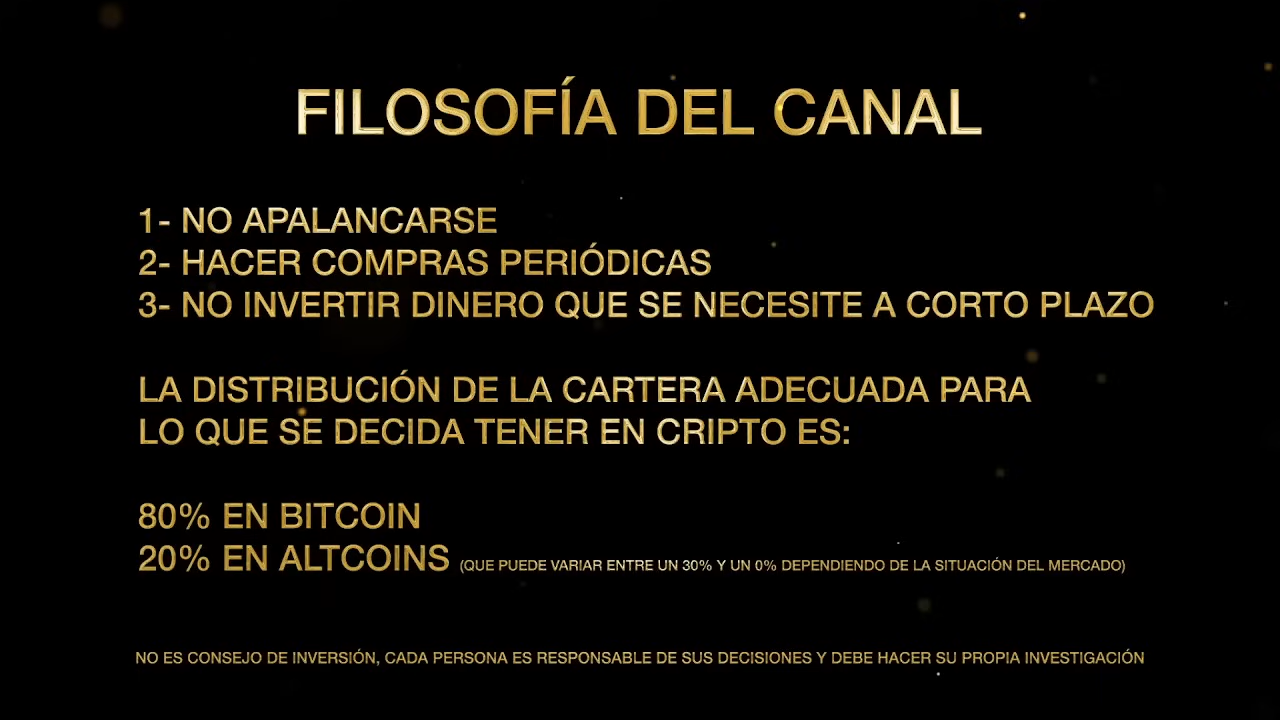 FILOSOFÍA DEL CANAL
1- NO APALANCARSE
2- HACER COMPRAS PERIÓDICAS
3- NO INVERTIR DINERO QUE SE NECESITE A CORTO PLAZO
LA DISTRIBUCIÓN DE LA CARTERA ADECUADA PARA
LO QUE SE DECIDA TENER EN CRIPTO ES:
80% EN BITCOIN
20% EN ALTCOINS (QUE PUEDE VARIAR ENTRE UN 30% Y UN 0% DEPENDIENDO DE LA SITUACIÓN DEL MERCADO)
NO ES CONSEJO DE INVERSIÓN, CADA PERSONA ES RESPONSABLE DE SUS DECISIONES Y DEBE HACER SU PROPIA INVESTIGACIÓN